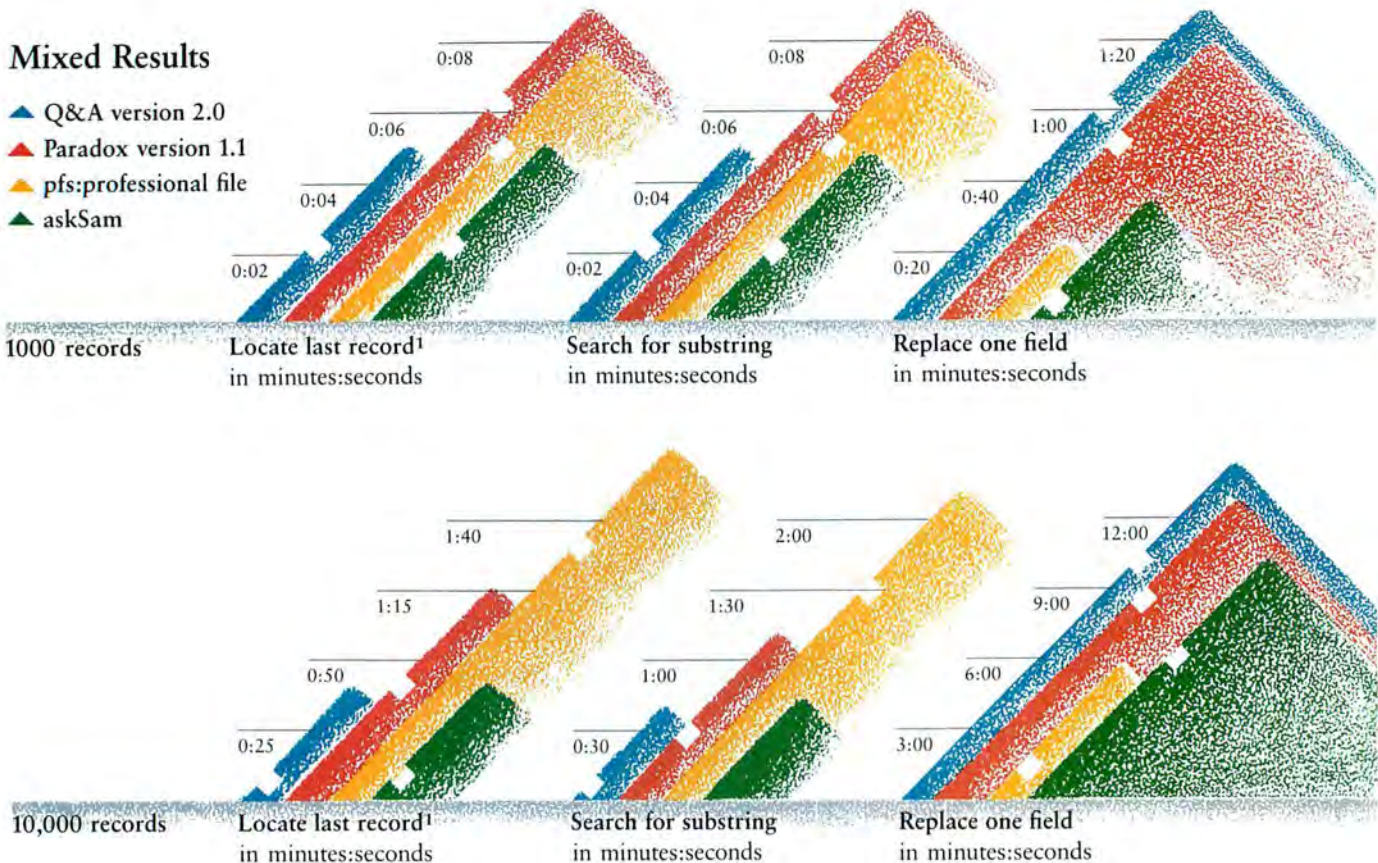 Mixed Results
Q&A version 2.0
Paradox version 1.1
pfs:professional file
askSam
0:08
0:06
0:04
0:02
0:08
0:06
0:04
0:02
1:20
1:00
0:40
0:20
1000 records
Locate last record¹
in minutes:seconds
Search for substring
in minutes:seconds
Replace one field
in minutes:seconds
1:40
1:15
0:50
0:25
2:00
1:30
1:00
0:30
12:00
9:00
6:00
3:00
10,000 records
Locate last record¹
in minutes:seconds
Search for substring
in minutes:seconds
Replace one field
in minutes:seconds